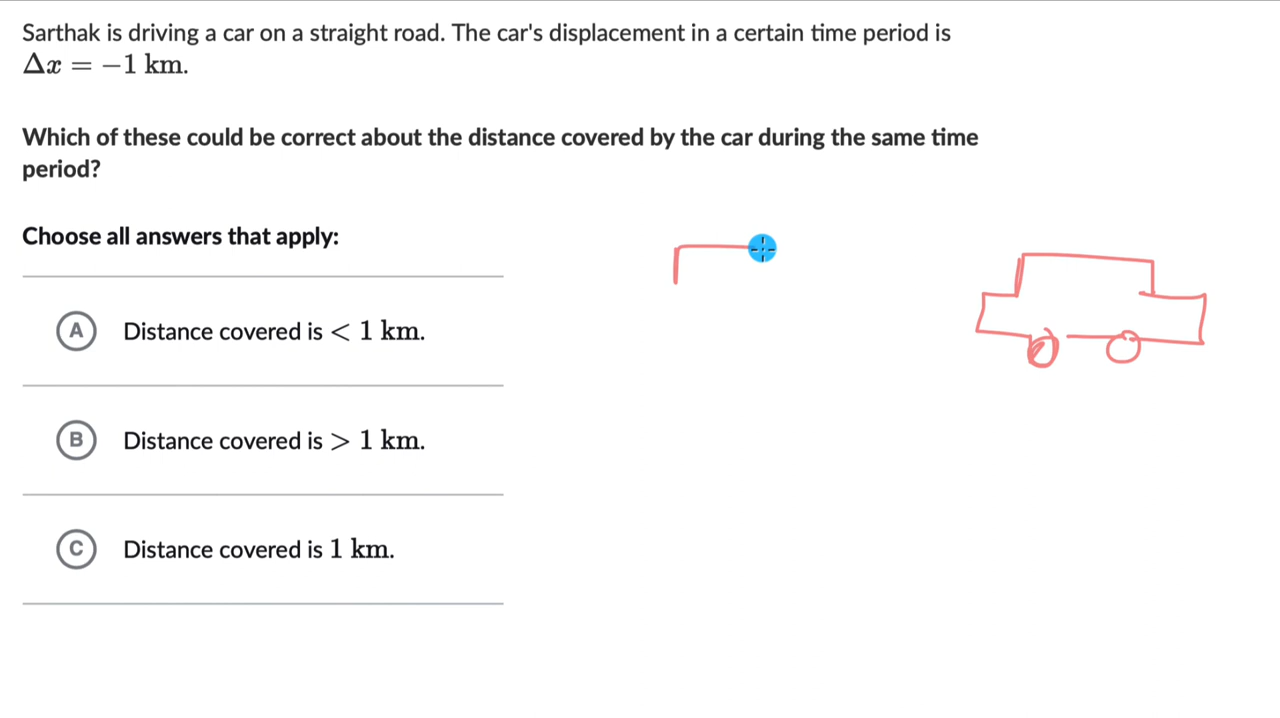 Sarthak is driving a car on a straight road. The car's displacement in a certain time period is
Δx = −1 km.
Which of these could be correct about the distance covered by the car during the same time
period?
Choose all answers that apply:
A Distance covered is < 1 km.
B Distance covered is > 1 km.
C Distance covered is 1 km.